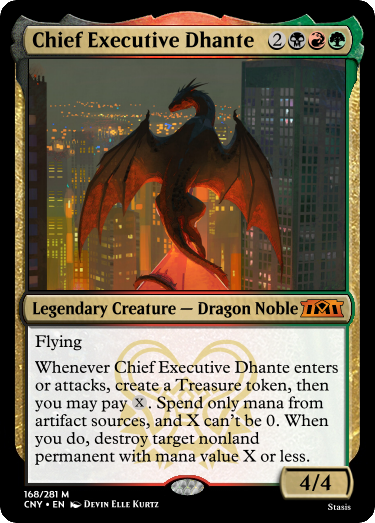 Chief Executive Dhante 2
Legendary Creature — Dragon Noble
Flying
Whenever Chief Executive Dhante enters
or attacks, create a Treasure token, then
you may pay X. Spend only mana from
artifact sources, and X can't be 0. When
you do, destroy target nonland
permanent with mana value X or less.
4/4
168/281 M
CNY • EN Devin Elle Kurtz
Stasis